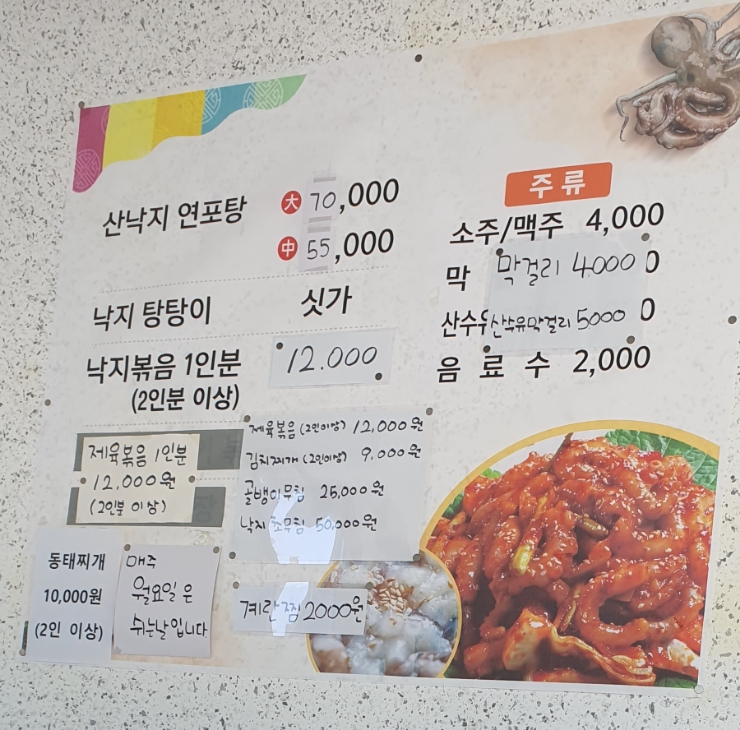 산낙지 연포탕 大 70,000
中 55,000
낙지 탕탕이 싯가
낙지볶음 1인분 12.000
(2인분 이상)
제육볶음 1인분
12,000원
(2인분 이상)
제육볶음 (2인이상) 12,000원
김치찌개 (2인이상) 9,000원
골뱅이무침 25,000원
낙지 초무침 50,000원
동태찌개
10,000원
(2인 이상)
매주
월요일은
쉬는날입니다
계란찜 2000원
주류
소주/맥주 4,000
막 막걸리 4.000 0
산수유 산수유막걸리 5000 0
음료수 2,000